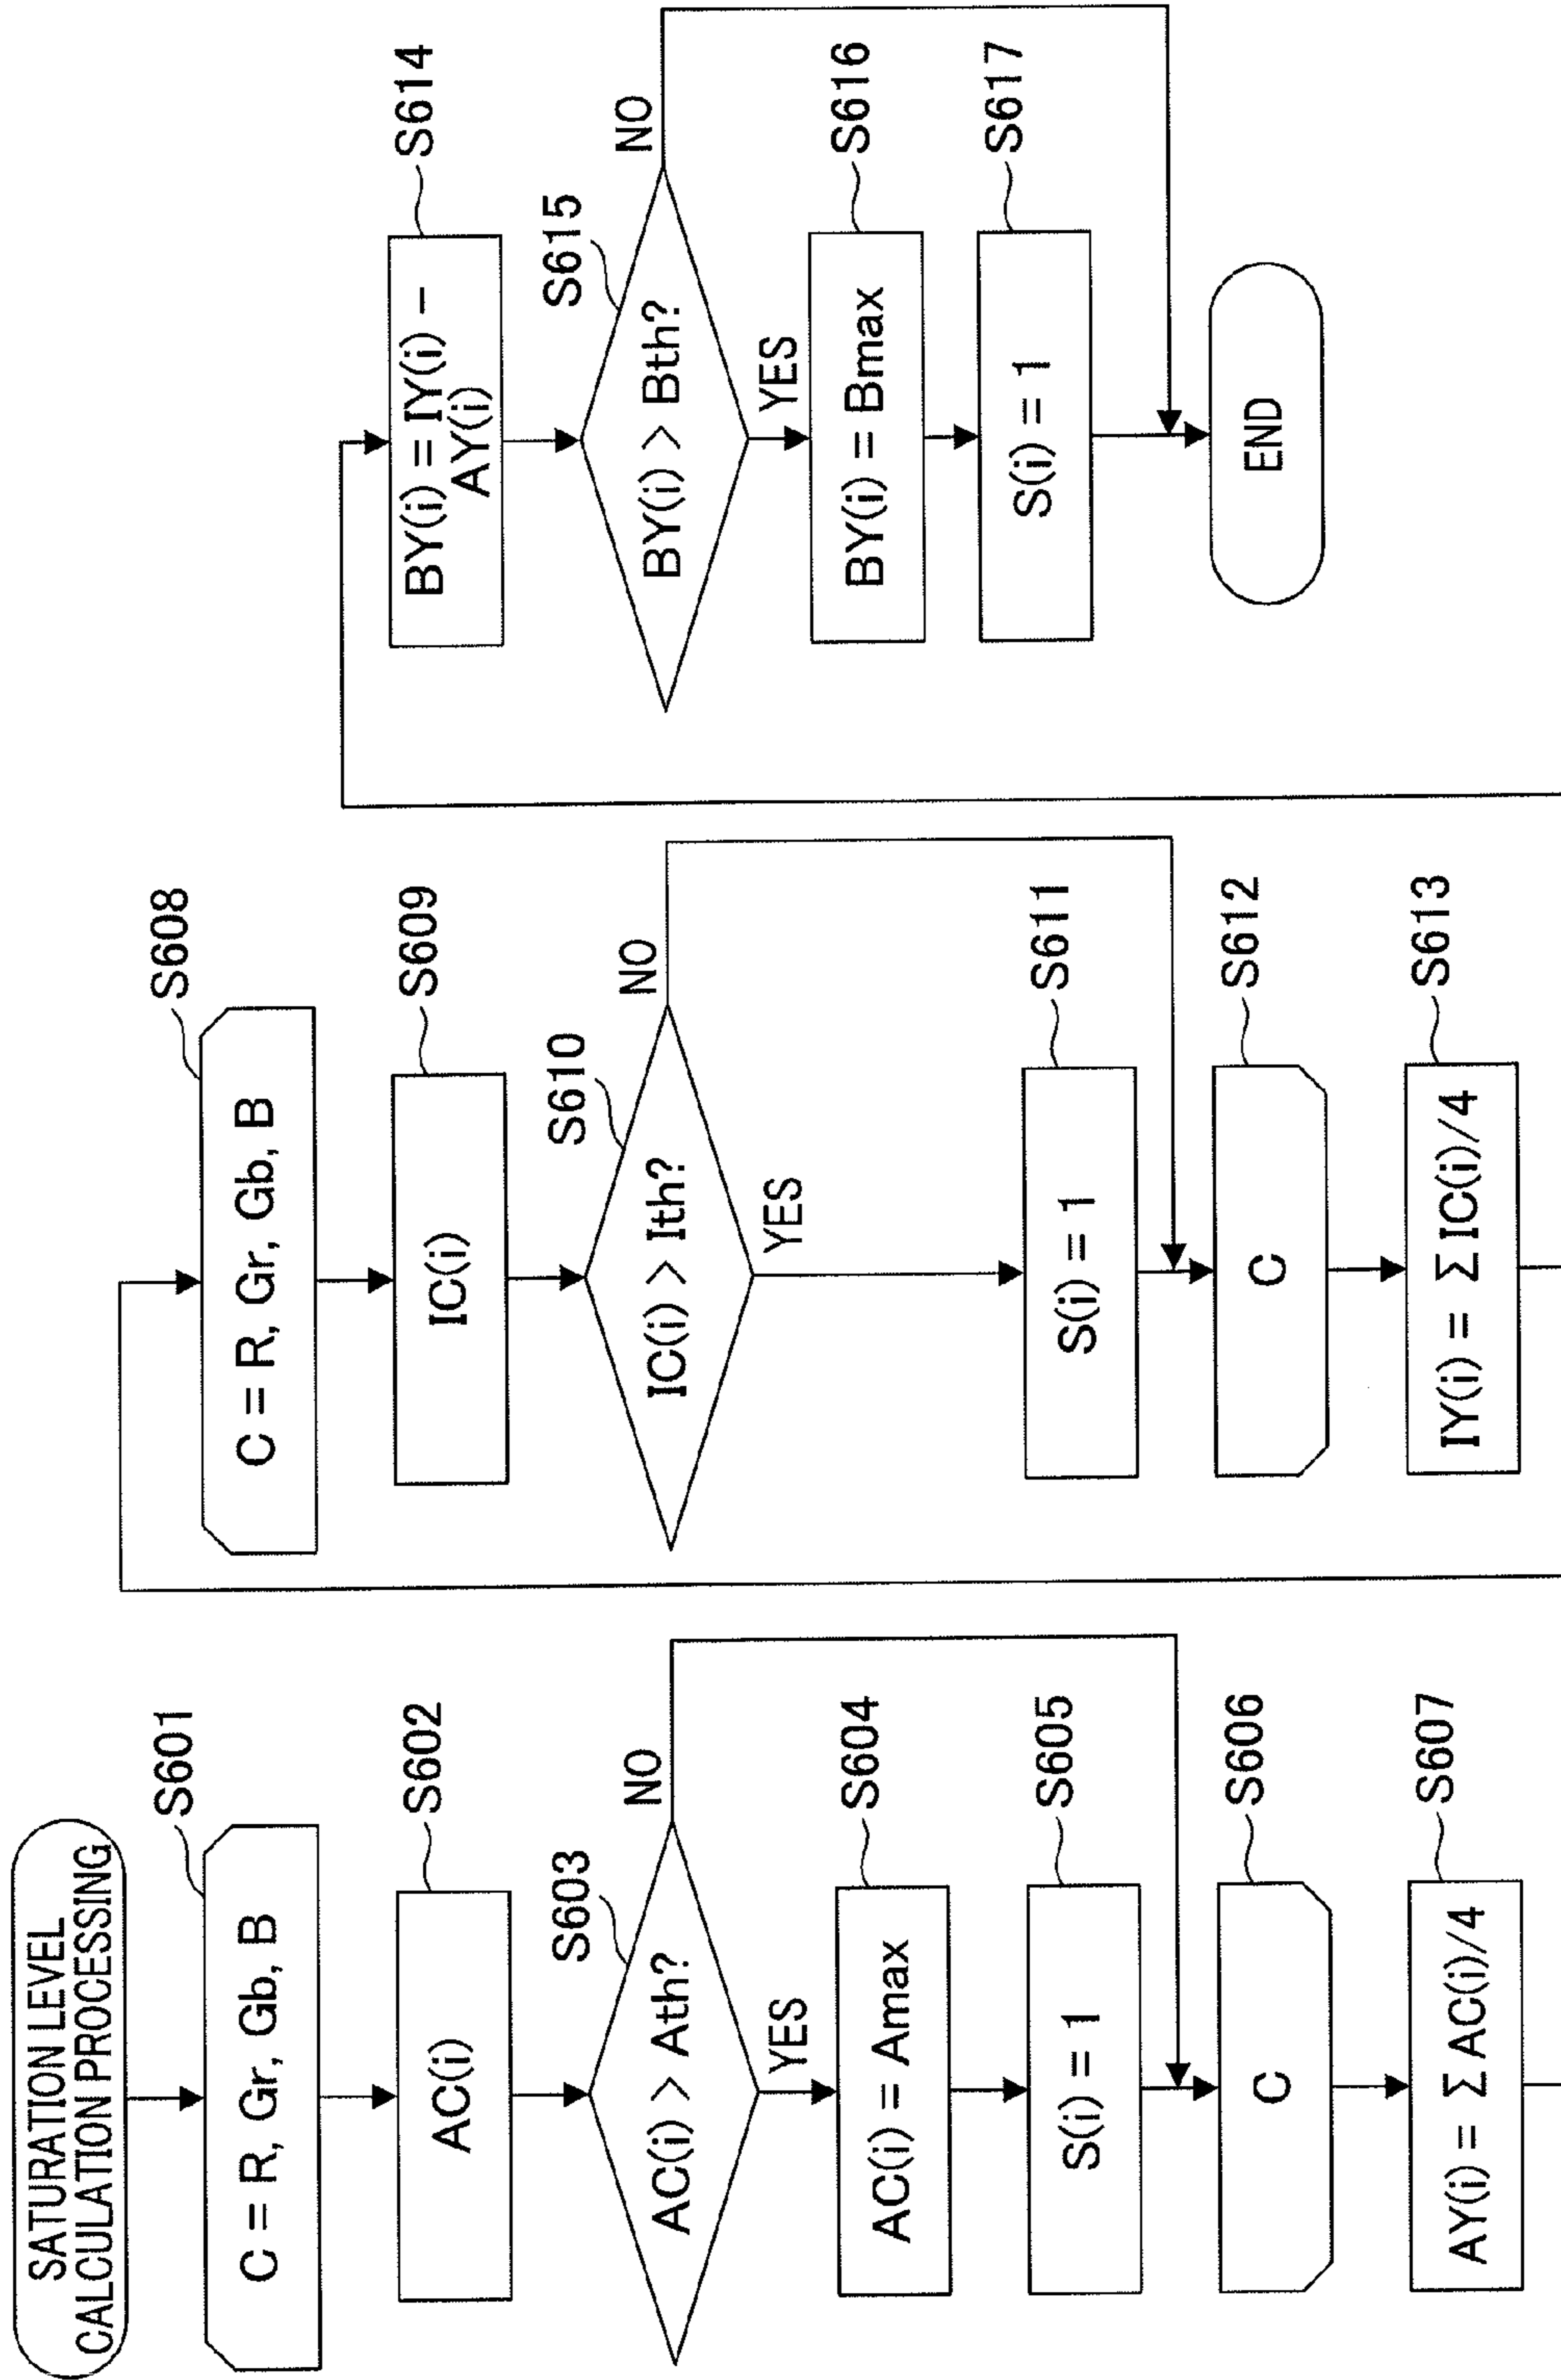 SATURATION LEVEL
CALCULATION PROCESSING
S601
C = R, Gr, Gb, B
S602
AC(i)
S603
AC(i) > Ath?
NO
YES
S604
AC(i) = Amax
S605
S(i) = 1
S606
C
S607
AY(i) = Σ AC(i)/4
S608
C = R, Gr, Gb, B
S609
IC(i)
S610
IC(i) > Ith?
NO
YES
S611
S(i) = 1
S612
C
S613
IY(i) = Σ IC(i)/4
S614
BY(i) = IY(i) −
AY(i)
S615
BY(i) > Bth?
NO
YES
S616
BY(i) = Bmax
S617
S(i) = 1
END